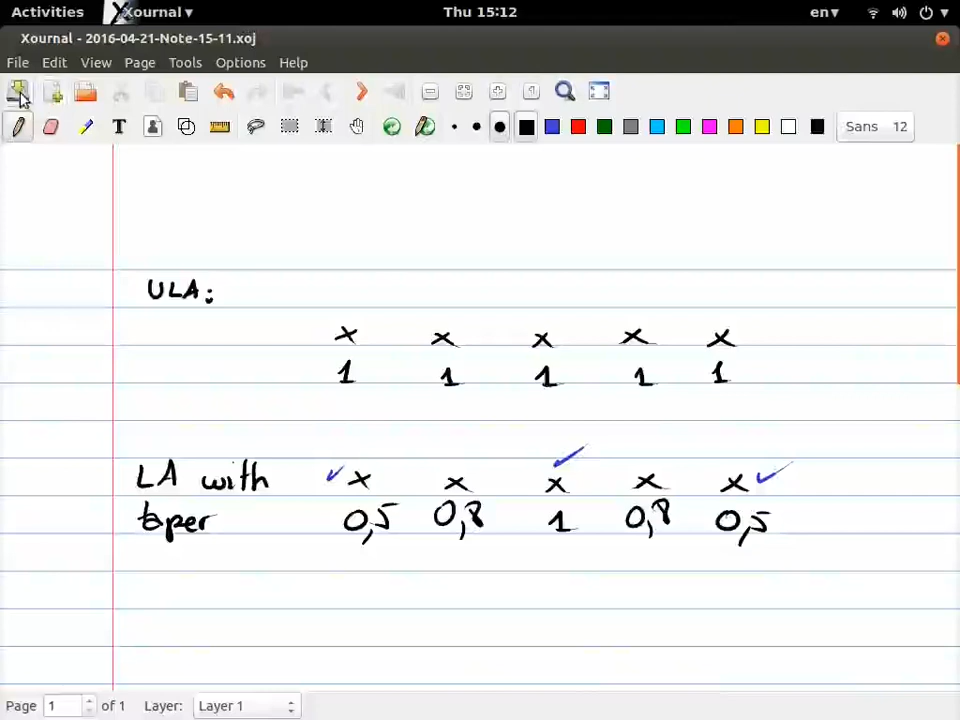 Activities Xournal ▾ Thu 15:12 en ▾
Xournal - 2016-04-21-Note-15-11.xoj
File Edit View Page Tools Options Help
T Sans 12
ULA:
x x x x x
1 1 1 1 1
LA with ✓ x x ✓ x x x ✓
taper 0,5 0,8 1 0,8 0,5
Page 1 of 1 Layer: Layer 1